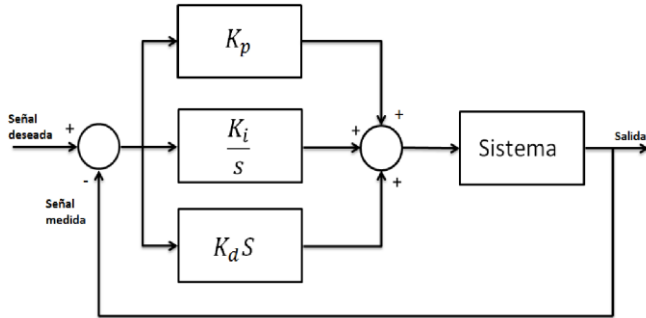 K_p
Señal
deseada
+
+
+
K_i
s
+
Sistema
Salida
-
Señal
medida
+
K_d S